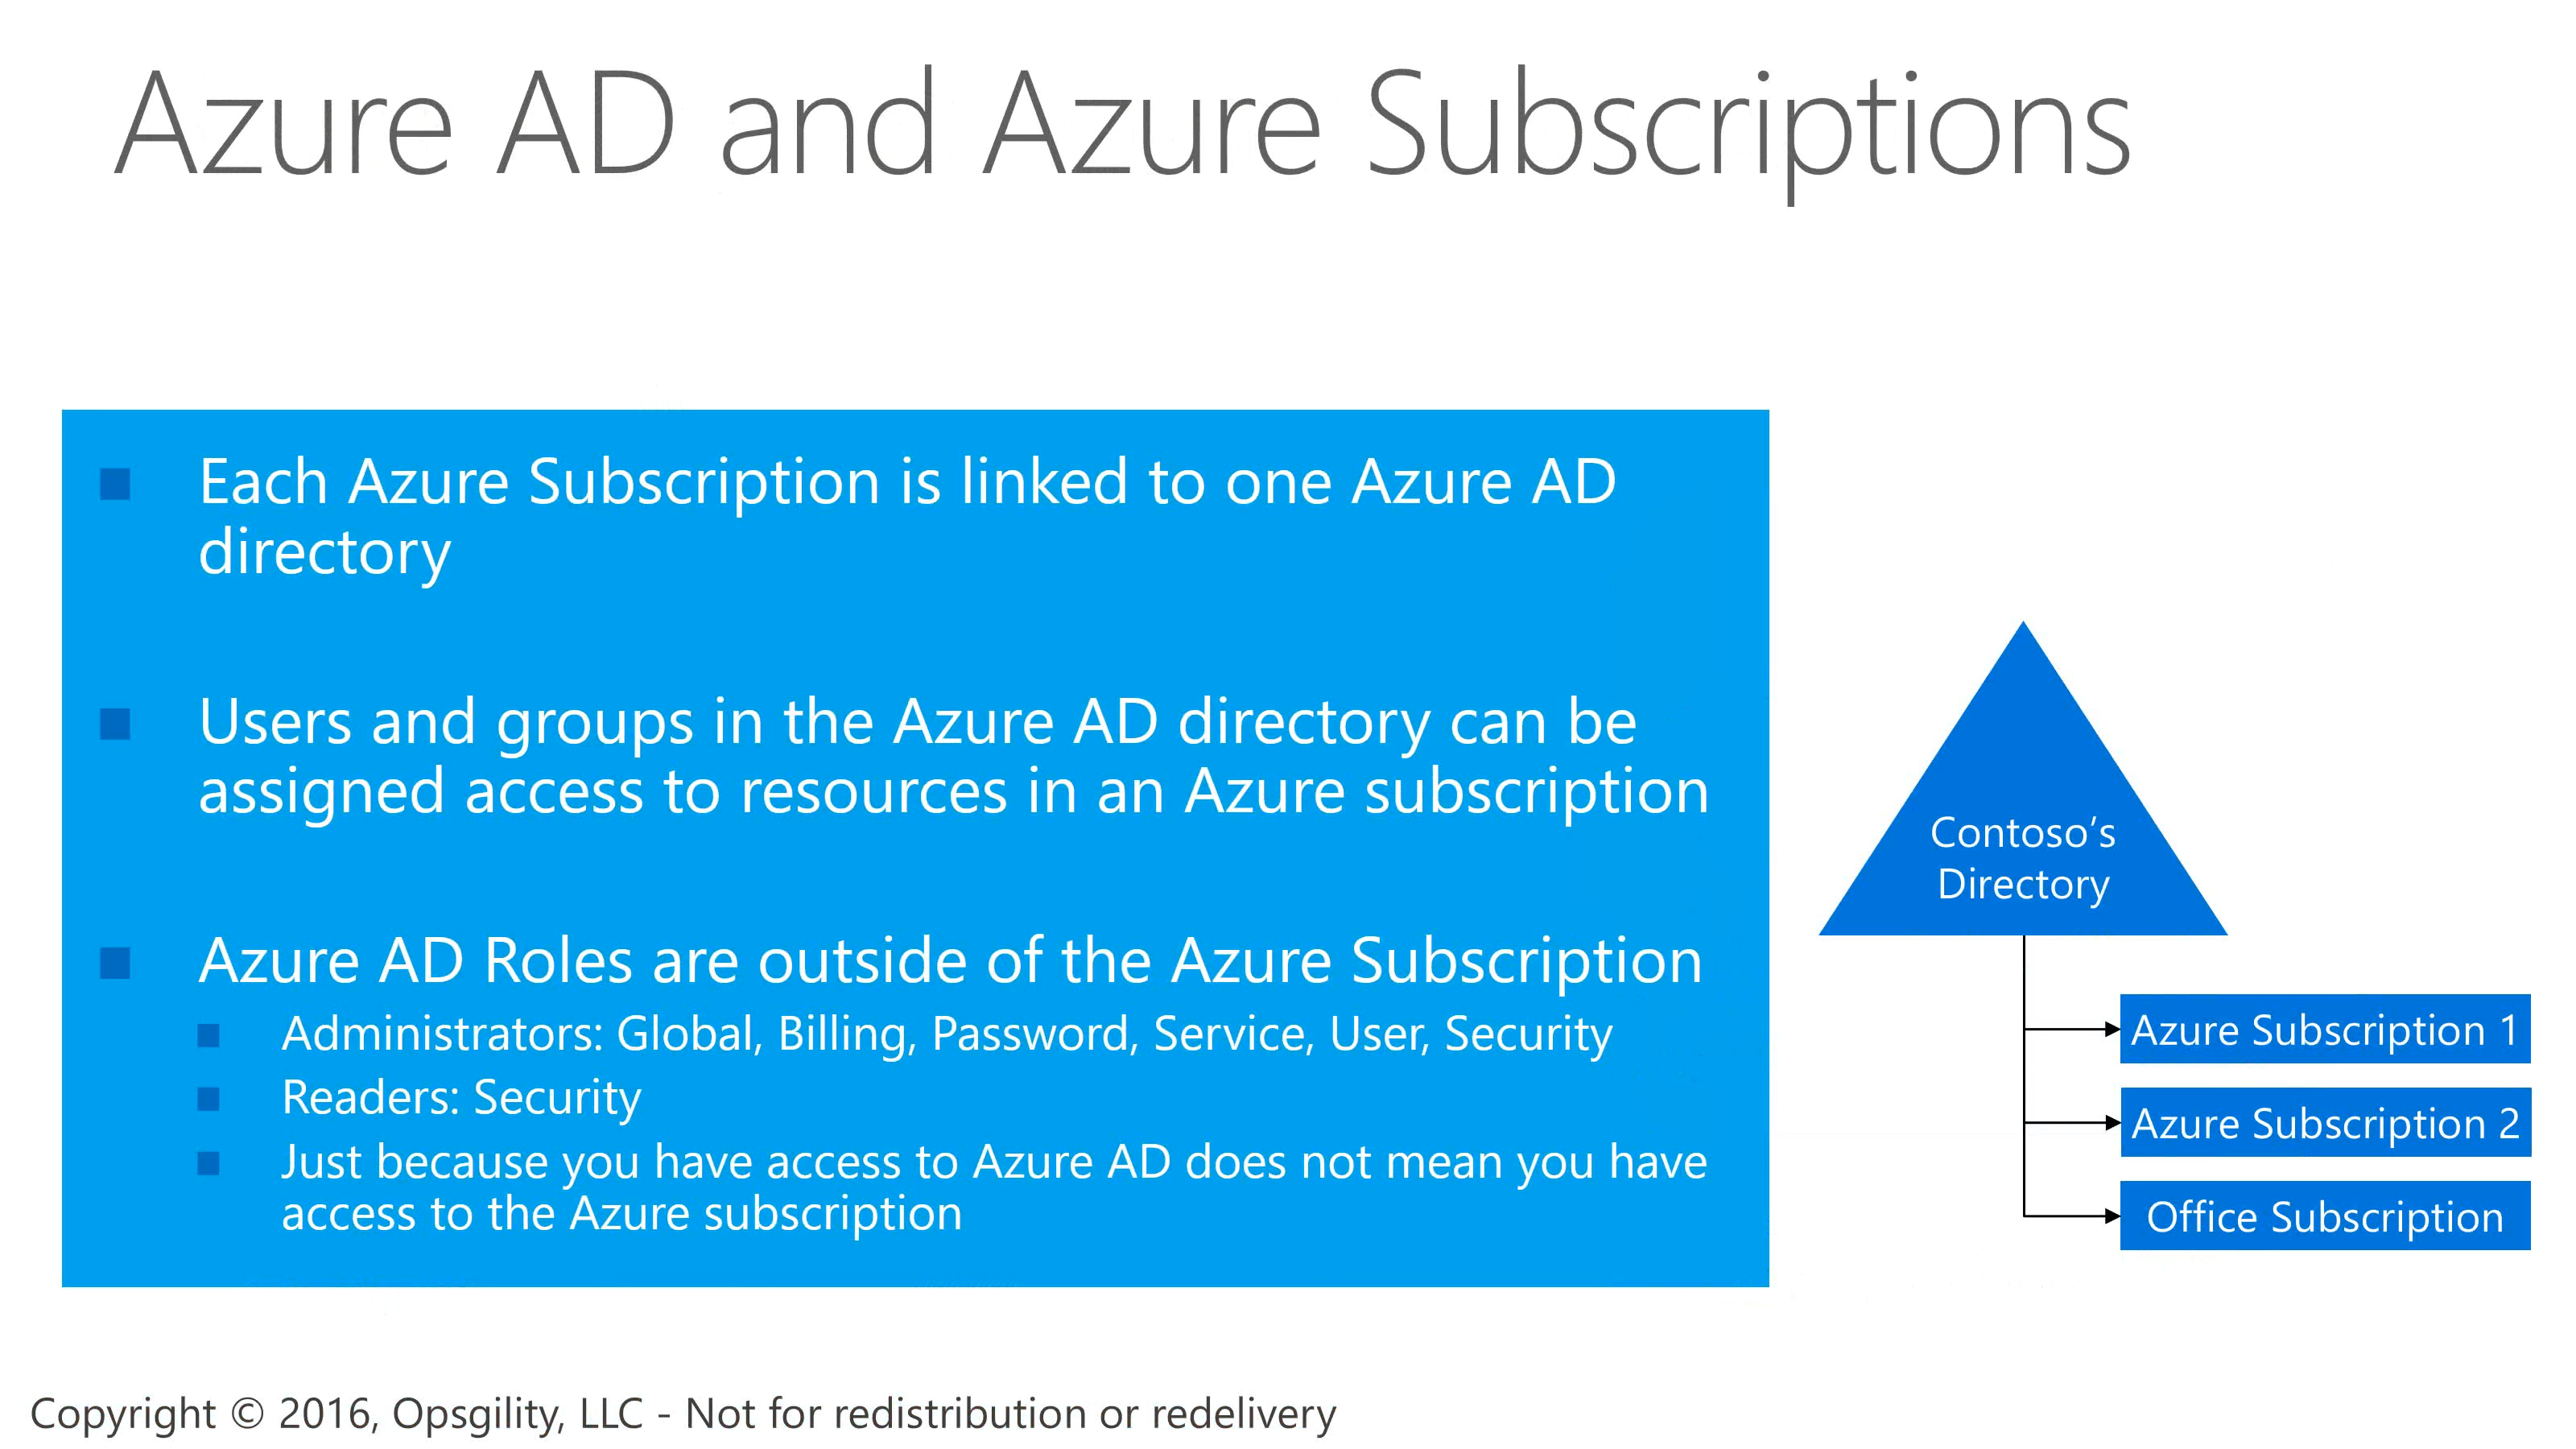 Azure AD and Azure Subscriptions
Each Azure Subscription is linked to one Azure AD
directory
Users and groups in the Azure AD directory can be
assigned access to resources in an Azure subscription
Azure AD Roles are outside of the Azure Subscription
Administrators: Global, Billing, Password, Service, User, Security
Readers: Security
Just because you have access to Azure AD does not mean you have
access to the Azure subscription
Contoso’s
Directory
Azure Subscription 1
Azure Subscription 2
Office Subscription
Copyright © 2016, Opsgility, LLC - Not for redistribution or redelivery